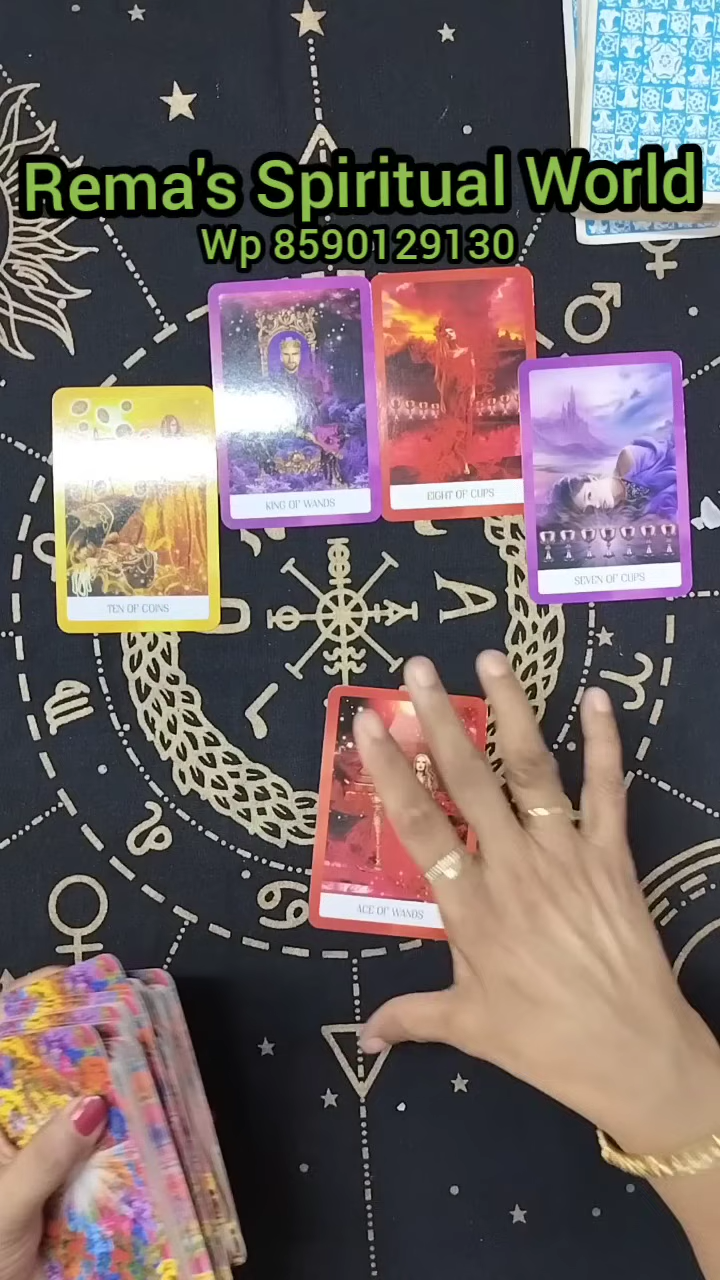 Rema's Spiritual World
Wp 8590129130
KING OF WANDS
EIGHT OF CUPS
SEVEN OF CUPS
TEN OF COINS
ACE OF WANDS